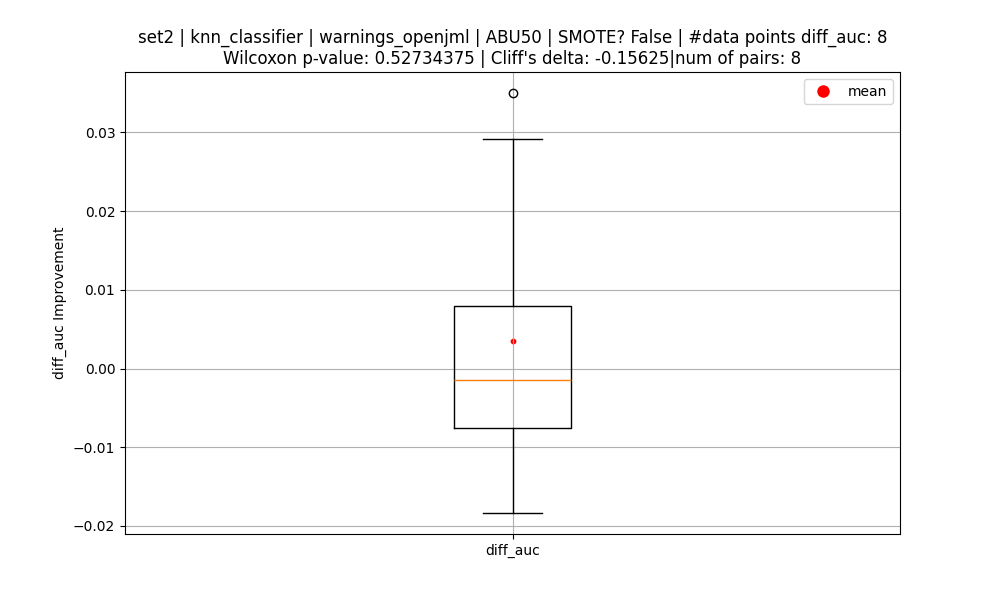 set2 | knn_classifier | warnings_openjml | ABU50 | SMOTE? False | #data points diff_auc: 8
Wilcoxon p-value: 0.52734375 | Cliff's delta: -0.15625|num of pairs: 8
mean
0.03
0.02
0.01
0.00
−0.01
−0.02
diff_auc Improvement
diff_auc